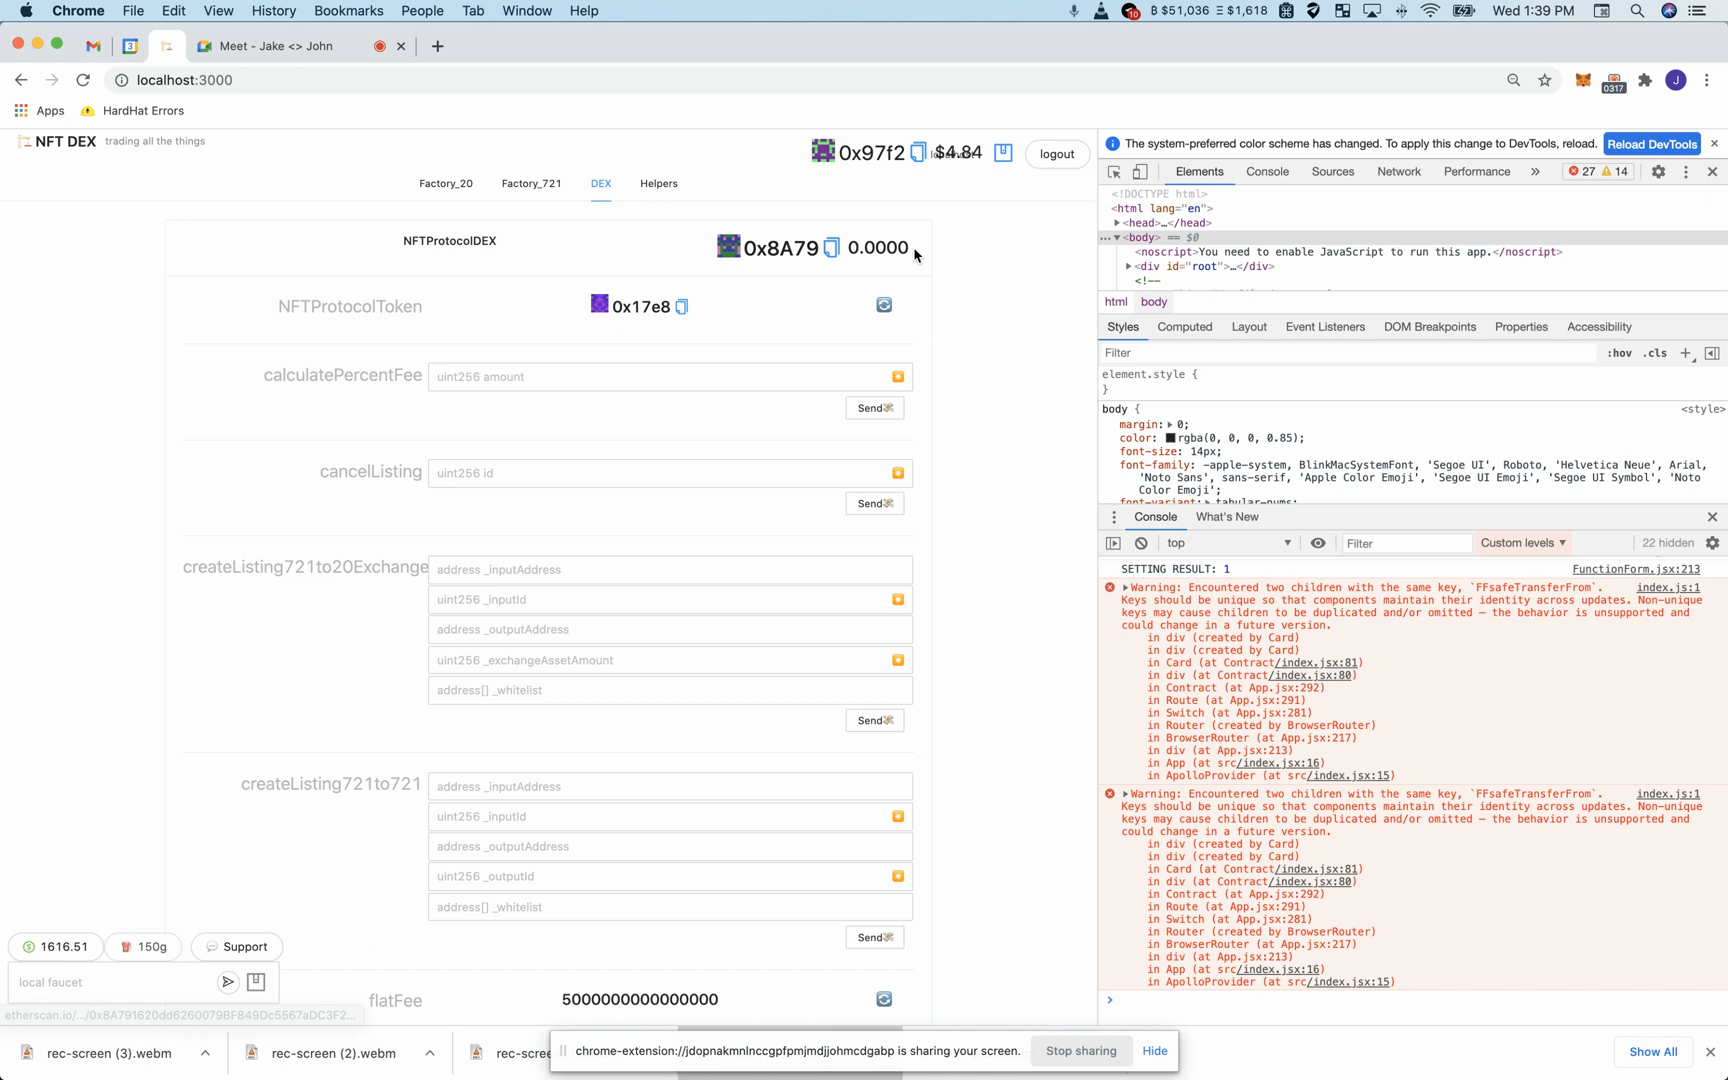 Chrome File Edit View History Bookmarks People Tab Window Help
10 ₿ $51,036 Ξ $1,618 Wed 1:39 PM
3 Meet - Jake <> John
localhost:3000
0317 J
Apps HardHat Errors
NFT DEX trading all the things
0x97f2 $4.84 logout
Factory_20 Factory_721 DEX Helpers
NFTProtocolDEX 0x8A79 0.0000
NFTProtocolToken 0x17e8
calculatePercentFee uint256 amount
Send
cancelListing uint256 id
Send
createListing721to20Exchange address _inputAddress
uint256 _inputId
address _outputAddress
uint256 _exchangeAssetAmount
address[] _whitelist
Send
createListing721to721 address _inputAddress
uint256 _inputId
address _outputAddress
uint256 _outputId
address[] _whitelist
Send
flatFee 5000000000000000
1616.51 150g Support
local faucet
etherscan.io/.../0x8A791620dd6260079BF849Dc5567aDC3F2...
The system-preferred color scheme has changed. To apply this change to DevTools, reload. Reload DevTools
Elements Console Sources Network Performance » 27 14
<!DOCTYPE html>
<html lang="en">
<head>…</head>
<body> == $0
<noscript>You need to enable JavaScript to run this app.</noscript>
<div id="root">…</div>
<!--
html body
Styles Computed Layout Event Listeners DOM Breakpoints Properties Accessibility
Filter :hov .cls +
element.style {
}
body { <style>
margin: 0;
color: rgba(0, 0, 0, 0.85);
font-size: 14px;
font-family: -apple-system, BlinkMacSystemFont, 'Segoe UI', Roboto, 'Helvetica Neue', Arial,
'Noto Sans', sans-serif, 'Apple Color Emoji', 'Segoe UI Emoji', 'Segoe UI Symbol', 'Noto
Color Emoji';
font-variant: tabular-nums;
Console What's New
top Filter Custom levels 22 hidden
SETTING RESULT: 1 FunctionForm.jsx:213
Warning: Encountered two children with the same key, `FFsafeTransferFrom`. index.js:1
Keys should be unique so that components maintain their identity across updates. Non-unique
keys may cause children to be duplicated and/or omitted — the behavior is unsupported and
could change in a future version.
in div (created by Card)
in div (created by Card)
in Card (at Contract/index.jsx:81)
in div (at Contract/index.jsx:80)
in Contract (at App.jsx:292)
in Route (at App.jsx:291)
in Switch (at App.jsx:281)
in Router (created by BrowserRouter)
in BrowserRouter (at App.jsx:217)
in div (at App.jsx:213)
in App (at src/index.jsx:16)
in ApolloProvider (at src/index.jsx:15)
Warning: Encountered two children with the same key, `FFsafeTransferFrom`. index.js:1
Keys should be unique so that components maintain their identity across updates. Non-unique
keys may cause children to be duplicated and/or omitted — the behavior is unsupported and
could change in a future version.
in div (created by Card)
in div (created by Card)
in Card (at Contract/index.jsx:81)
in div (at Contract/index.jsx:80)
in Contract (at App.jsx:292)
in Route (at App.jsx:291)
in Switch (at App.jsx:281)
in Router (created by BrowserRouter)
in BrowserRouter (at App.jsx:217)
in div (at App.jsx:213)
in App (at src/index.jsx:16)
in ApolloProvider (at src/index.jsx:15)
rec-screen (3).webm rec-screen (2).webm rec-scre
chrome-extension://jdopnakmnlnccgpfpmjmdjjohmcdgabp is sharing your screen. Stop sharing Hide
Show All